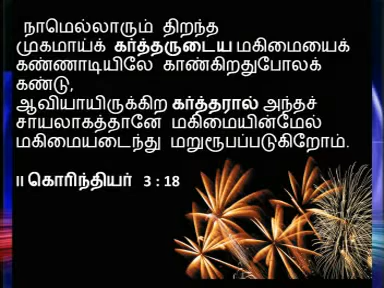 நாமெல்லாரும் திறந்த
முகமாய்க் கர்த்தருடைய மகிமையைக்
கண்ணாடியிலே காண்கிறதுபோலக்
கண்டு,
ஆவியாயிருக்கிற கர்த்தரால் அந்தச்
சாயலாகத்தானே மகிமையின்மேல்
மகிமையடைந்து மறுரூபப்படுகிறோம்.
II கொரிந்தியர் 3 : 18